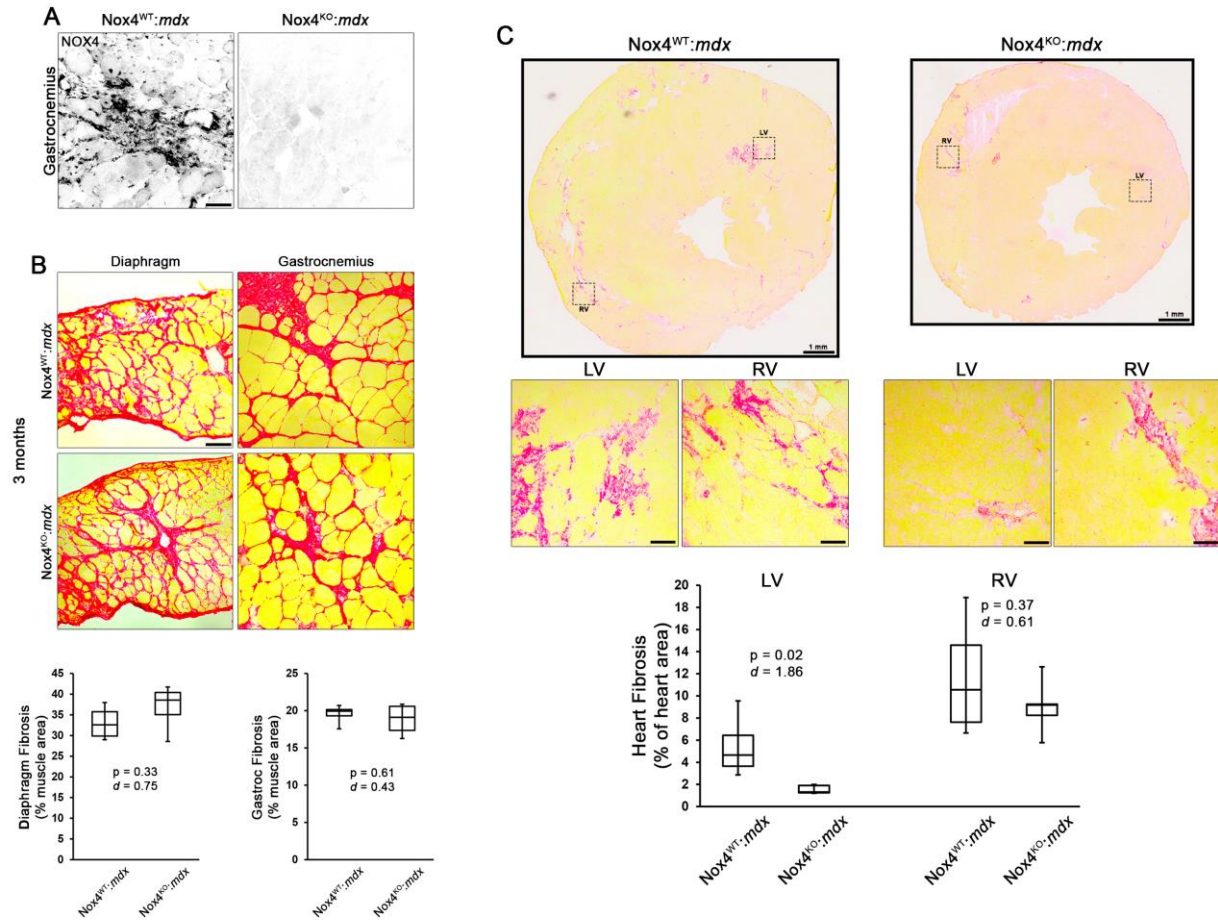 A
Nox4WT:mdx
Nox4KO:mdx
NOX4
Gastrocnemius
B
Diaphragm
Gastrocnemius
3 months
Nox4WT:mdx
Nox4KO:mdx
Diaphragm Fibrosis
(% muscle area)
45
40
35
30
25
20
15
10
5
0
p = 0.33
d = 0.75
Nox4WT:mdx
Nox4KO:mdx
Gastroc Fibrosis
(% muscle area)
25
20
15
10
5
0
p = 0.61
d = 0.43
Nox4WT:mdx
Nox4KO:mdx
C
Nox4WT:mdx
Nox4KO:mdx
LV
RV
1 mm
RV
LV
1 mm
LV
RV
LV
RV
Heart Fibrosis
(% of heart area)
20
18
16
14
12
10
8
6
4
2
0
LV
p = 0.02
d = 1.86
RV
p = 0.37
d = 0.61
Nox4WT:mdx
Nox4KO:mdx
Nox4WT:mdx
Nox4KO:mdx